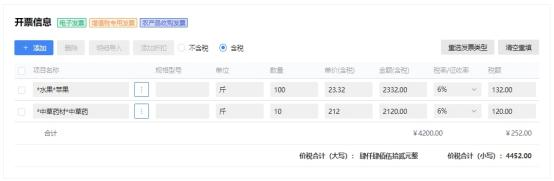 开票信息 电子发票 增值税专用发票 农产品收购发票
+ 添加 删除 明细导入 添加折扣 不含税 含税 重选发票类型 清空重填
项目名称 规格型号 单位 数量 单价(含税) 金额(含税) 税率/征收率 税额
*水果*苹果 斤 100 23.32 2332.00 6% 132.00
*中草药材*中草药 斤 10 212 2120.00 6% 120.00
合计 ¥4200.00 ¥252.00
价税合计（大写）： 肆仟肆佰伍拾贰元整 价税合计（小写）：4452.00